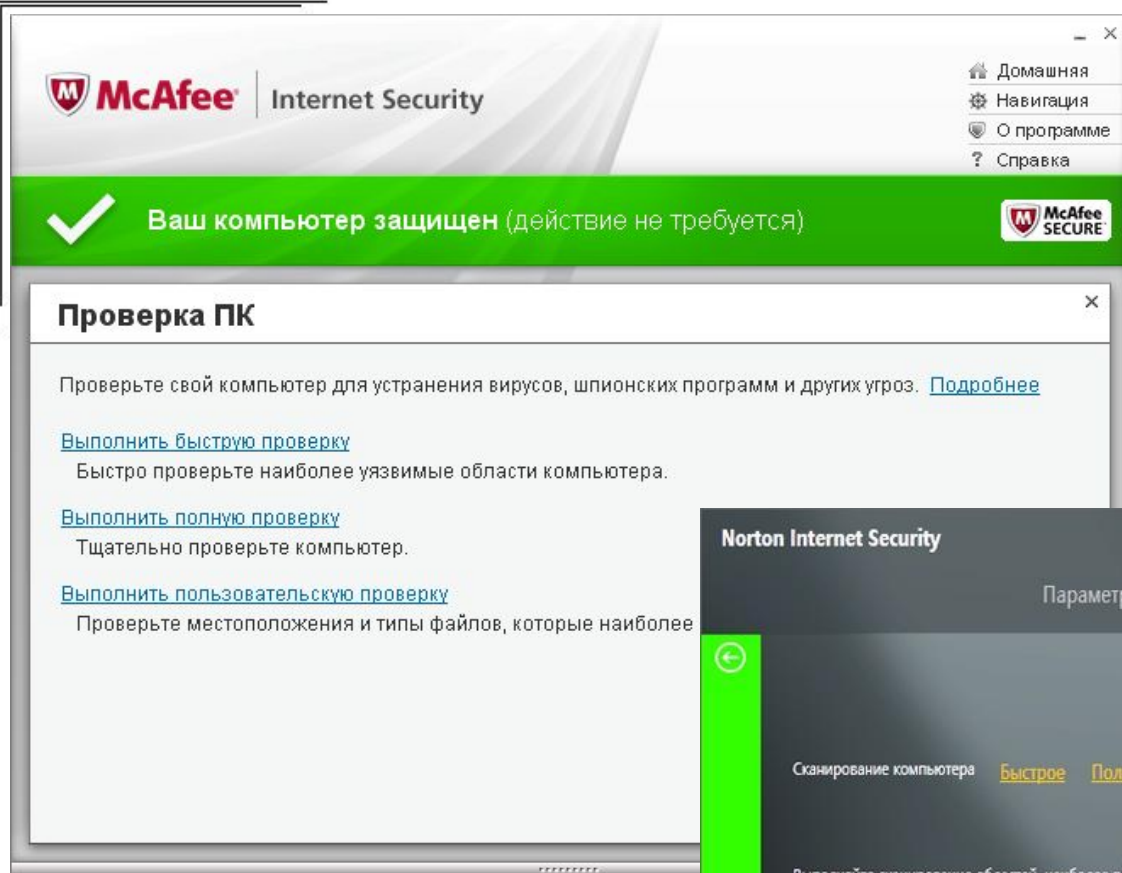 McAfee Internet Security
Домашняя
Навигация
О программе
? Справка
Ваш компьютер защищен (действие не требуется)
McAfee SECURE
Проверка ПК
Проверьте свой компьютер для устранения вирусов, шпионских программ и других угроз. Подробнее
Выполнить быструю проверку
Быстро проверьте наиболее уязвимые области компьютера.
Выполнить полную проверку
Тщательно проверьте компьютер.
Выполнить пользовательскую проверку
Проверьте местоположения и типы файлов, которые наиболее
Norton Internet Security
Параметр
Сканирование компьютера Быстрое Пол